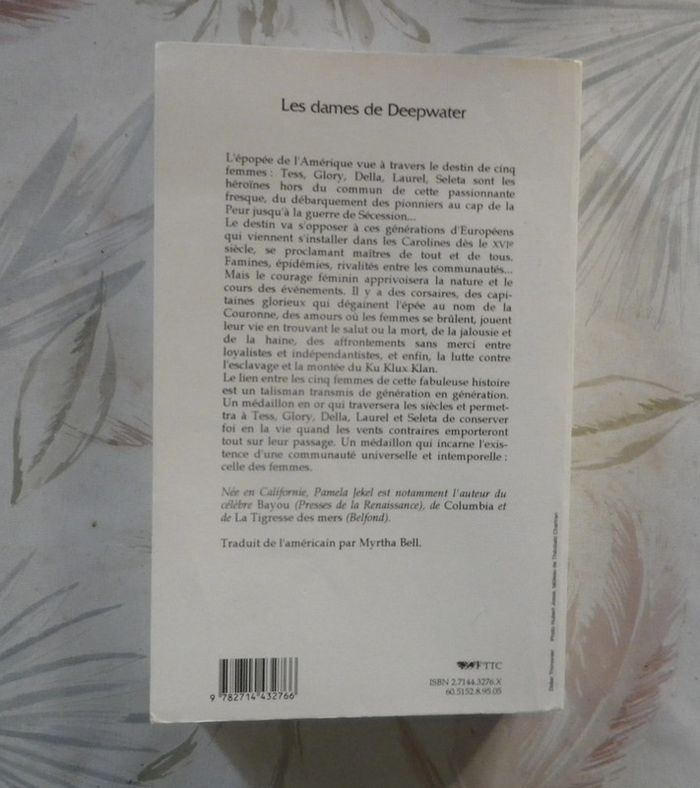 Les dames de Deepwater
L'épopée de l'Amérique vue à travers le destin de cinq
femmes : Tess, Glory, Della, Laurel, Seleta sont les
héroïnes hors du commun de cette passionnante
fresque, du débarquement des pionniers au cap de la
Peur jusqu'à la guerre de Sécession...
Le destin va s'opposer à ces générations d'Européens
qui viennent s'installer dans les Carolines dès le XVIe
siècle, se proclamant maîtres de tout et de tous.
Famines, épidémies, rivalités entre les communautés...
Mais le courage féminin apprivoisera la nature et le
cours des événements. Il y a des corsaires, des capi-
taines glorieux qui dégainent l'épée au nom de la
Couronne, des amours où les femmes se brûlent, jouent
leur vie en trouvant le salut ou la mort, de la jalousie et
de la haine, des affrontements sans merci entre
loyalistes et indépendantistes, et enfin, la lutte contre
l'esclavage et la montée du Ku Klux Klan.
Le lien entre les cinq femmes de cette fabuleuse histoire
est un talisman transmis de génération en génération.
Un médaillon en or qui traversera les siècles et permet-
tra à Tess, Glory, Della, Laurel et Seleta de conserver
foi en la vie quand les vents contraires emporteront
tout sur leur passage. Un médaillon qui incarne l'exis-
tence d'une communauté universelle et intemporelle :
celle des femmes.
Née en Californie, Pamela Jekel est notamment l'auteur du
célèbre Bayou (Presses de la Renaissance), de Columbia et
de La Tigresse des mers (Belfond).
Traduit de l'américain par Myrtha Bell.
F TTC
ISBN 2.7144.3276.X
60.5152.8.95.05
9 782714 432766